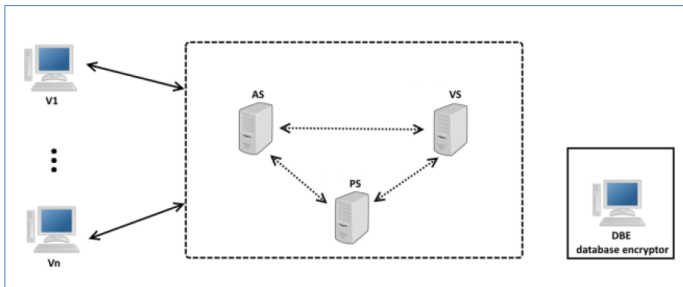 AS
VS
V1
PS
Vn
DBE
database encryptor